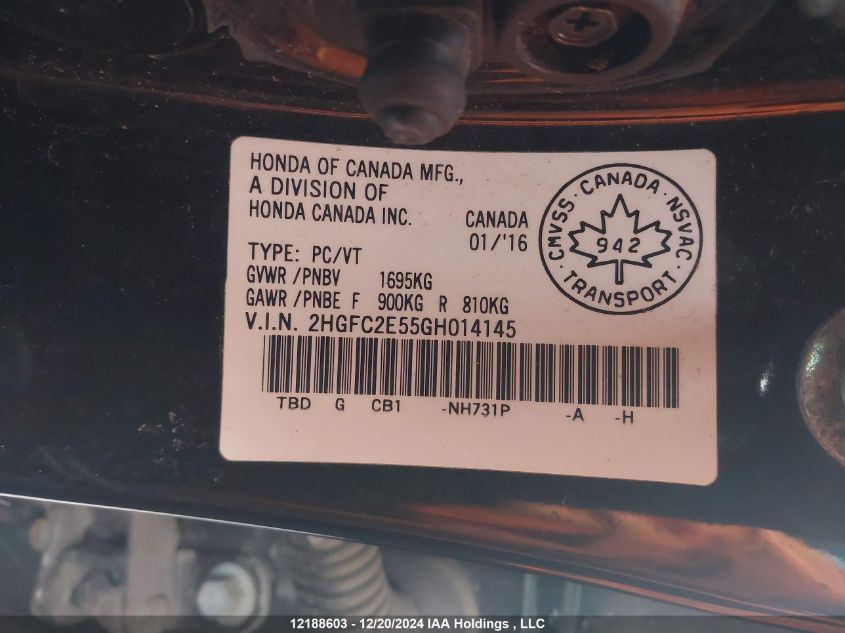 HONDA OF CANADA MFG.,
A DIVISION OF
HONDA CANADA INC. CANADA
01/'16
TYPE: PC/VT
GVWR /PNBV 1695KG
GAWR /PNBE F 900KG R 810KG
V.I.N. 2HGFC2E55GH014145
TBD G CB1 -NH731P -A -H
CMVSS · CANADA · NSVAC
942
· TRANSPORT ·
12188603 - 12/20/2024 IAA Holdings , LLC